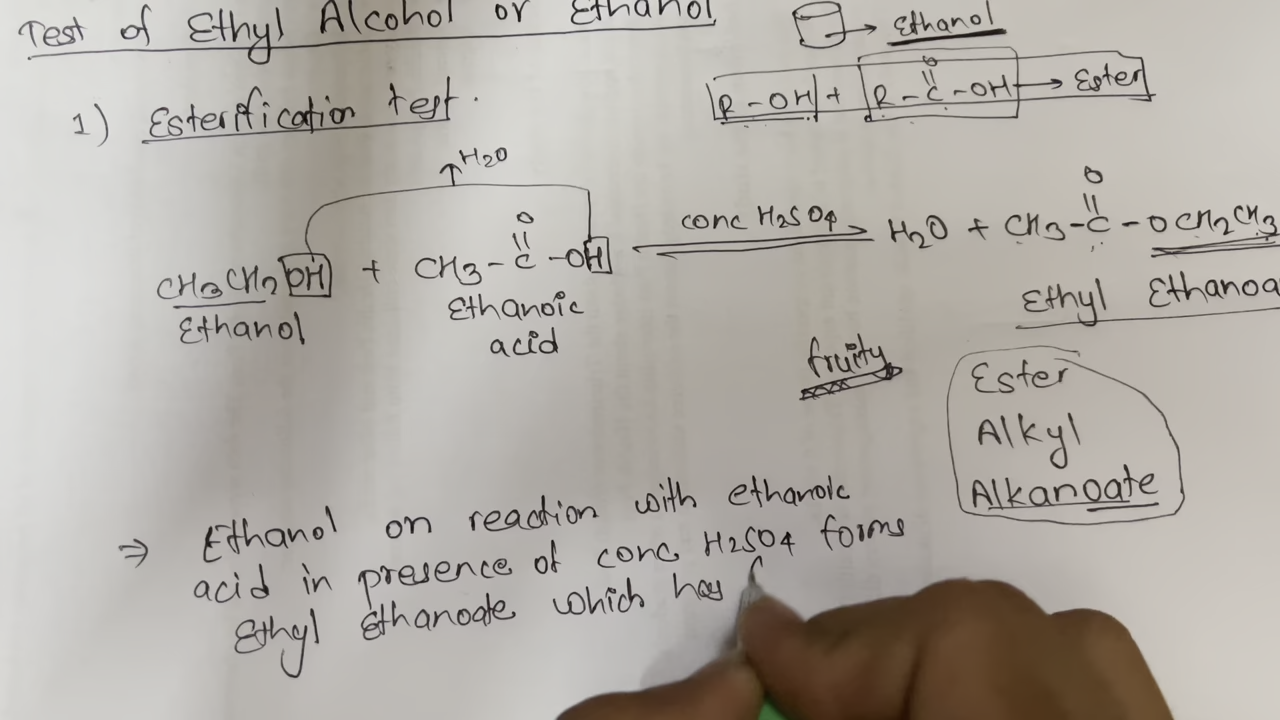 Test of Ethyl Alcohol or Ethanol
→ Ethanol
R-OH + R-C-OH → Ester
O
1) Esterification test.
↑H2O
CH3CH2OH + CH3-C-OH conc H2SO4 H2O + CH3-C-OCH2CH3
O O
Ethanol Ethanoic
acid
Ethyl Ethanoa
fruity
Ester
Alkyl
Alkanoate
⇒ Ethanol on reaction with ethanoic
acid in presence of conc H2SO4 forms
Ethyl ethanoate which has